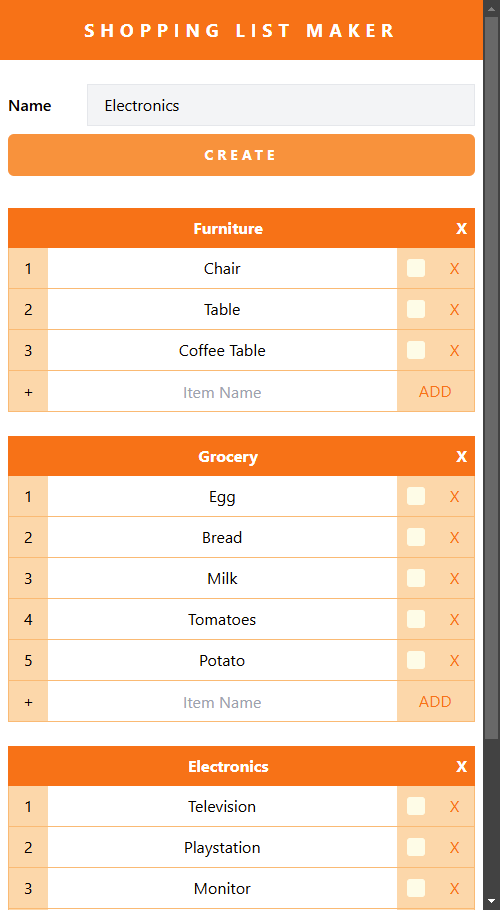 SHOPPING LIST MAKER
Name Electronics
CREATE
Furniture X
1 Chair X
2 Table X
3 Coffee Table X
+ Item Name ADD
Grocery X
1 Egg X
2 Bread X
3 Milk X
4 Tomatoes X
5 Potato X
+ Item Name ADD
Electronics X
1 Television X
2 Playstation X
3 Monitor X